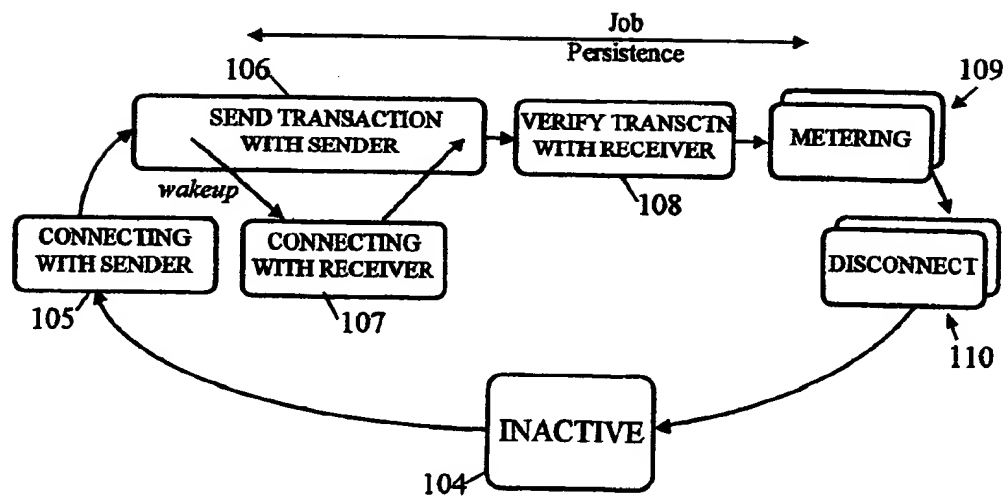 Job
Persistence
106
109
SEND TRANSACTION
WITH SENDER
VERIFY TRANSCTN
WITH RECEIVER
METERING
wakeup
108
CONNECTING
WITH SENDER
CONNECTING
WITH RECEIVER
DISCONNECT
105
107
110
INACTIVE
104